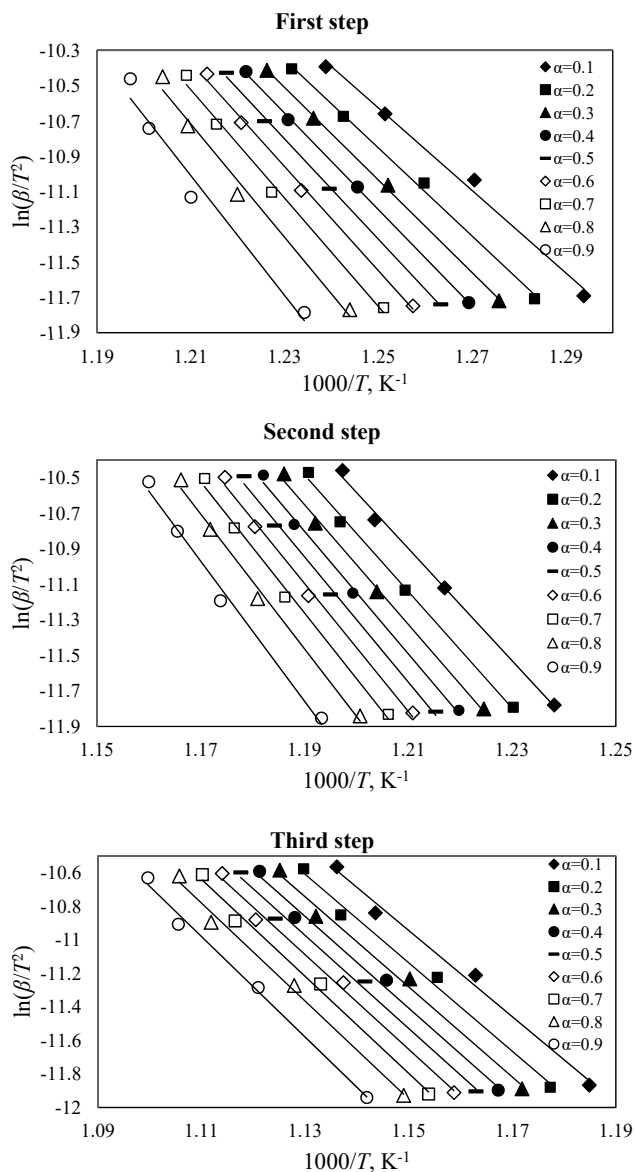 First step
-10.3
-10.5
-10.7
-10.9
-11.1
-11.3
-11.5
-11.7
-11.9
ln(β/T²)
1.19
1.21
1.23
1.25
1.27
1.29
1000/T, K⁻¹
α=0.1
α=0.2
α=0.3
α=0.4
α=0.5
α=0.6
α=0.7
α=0.8
α=0.9
Second step
-10.5
-10.7
-10.9
-11.1
-11.3
-11.5
-11.7
-11.9
ln(β/T²)
1.15
1.17
1.19
1.21
1.23
1.25
1000/T, K⁻¹
α=0.1
α=0.2
α=0.3
α=0.4
α=0.5
α=0.6
α=0.7
α=0.8
α=0.9
Third step
-10.6
-10.8
-11
-11.2
-11.4
-11.6
-11.8
-12
ln(β/T²)
1.09
1.11
1.13
1.15
1.17
1.19
1000/T, K⁻¹
α=0.1
α=0.2
α=0.3
α=0.4
α=0.5
α=0.6
α=0.7
α=0.8
α=0.9